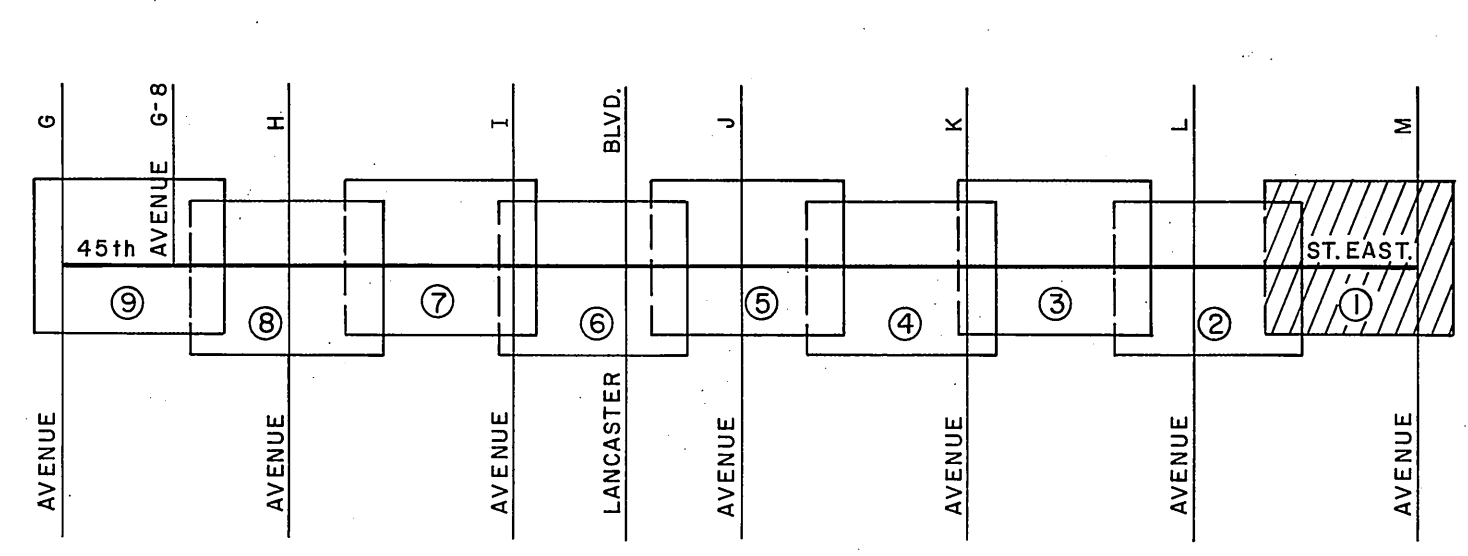 AVENUE G
AVENUE G-8
AVENUE H
AVENUE I
LANCASTER BLVD.
AVENUE J
AVENUE K
AVENUE L
AVENUE M
45th ST. EAST.
9
8
7
6
5
4
3
2
1